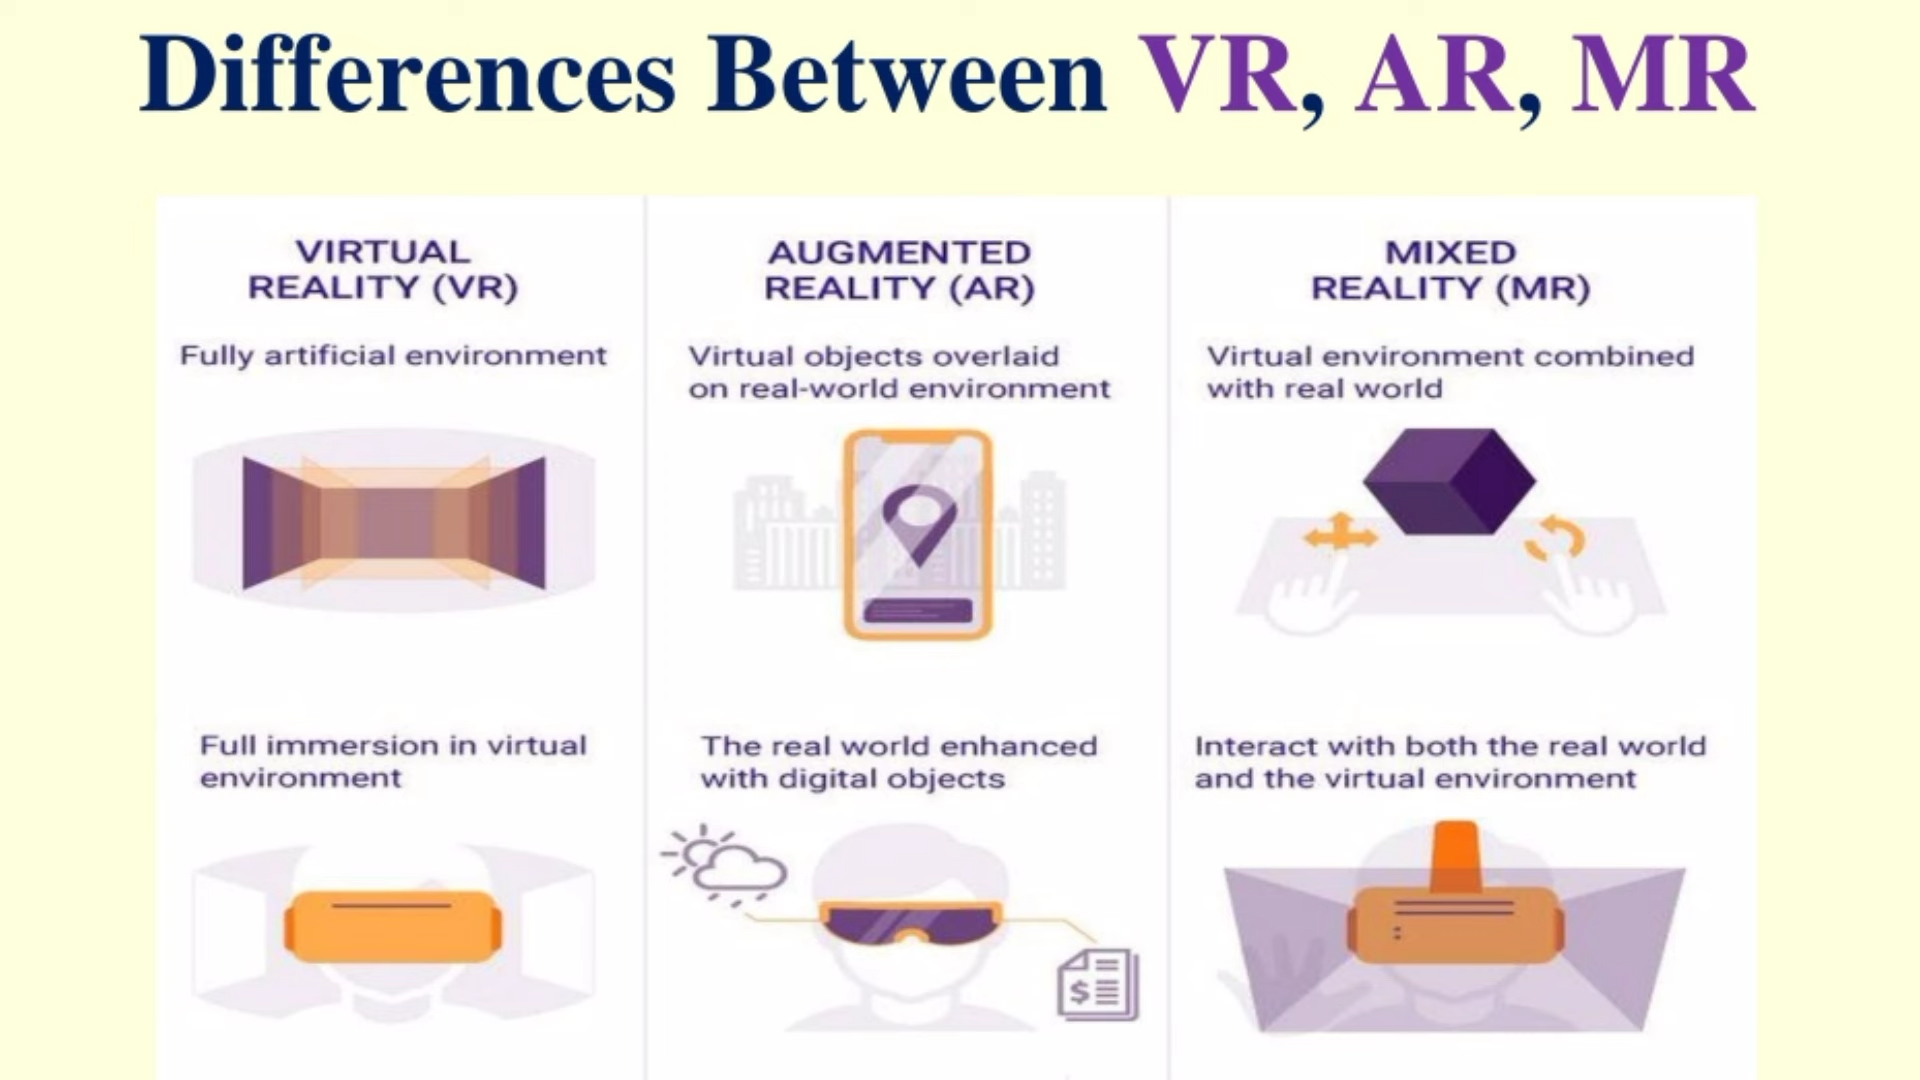 Differences Between VR, AR, MR
VIRTUAL
REALITY (VR)
Fully artificial environment
Full immersion in virtual
environment
AUGMENTED
REALITY (AR)
Virtual objects overlaid
on real-world environment
The real world enhanced
with digital objects
$
MIXED
REALITY (MR)
Virtual environment combined
with real world
Interact with both the real world
and the virtual environment